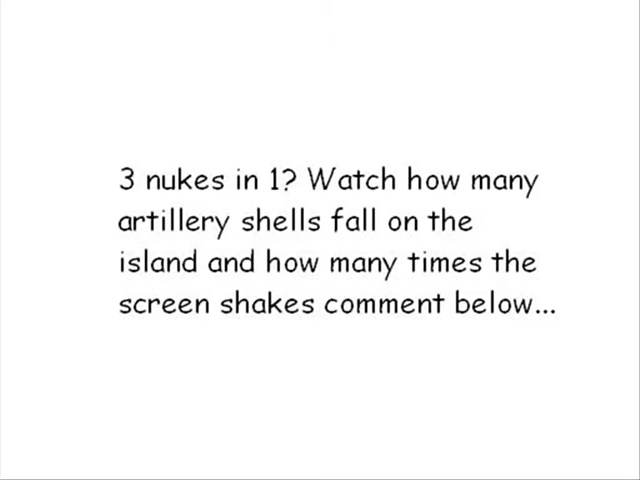 3 nukes in 1? Watch how many
artillery shells fall on the
island and how many times the
screen shakes comment below...